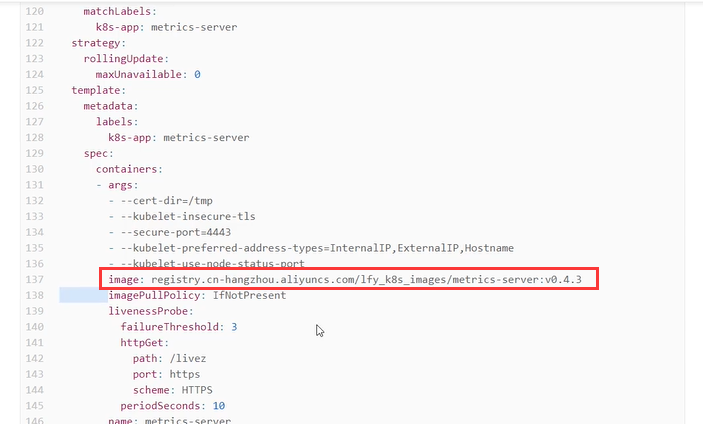 120 matchLabels:
121 k8s-app: metrics-server
122 strategy:
123 rollingUpdate:
124 maxUnavailable: 0
125 template:
126 metadata:
127 labels:
128 k8s-app: metrics-server
129 spec:
130 containers:
131 - args:
132 - --cert-dir=/tmp
133 - --kubelet-insecure-tls
134 - --secure-port=4443
135 - --kubelet-preferred-address-types=InternalIP,ExternalIP,Hostname
136 - --kubelet-use-node-status-port
137 image: registry.cn-hangzhou.aliyuncs.com/lfy_k8s_images/metrics-server:v0.4.3
138 imagePullPolicy: IfNotPresent
139 livenessProbe:
140 failureThreshold: 3
141 httpGet:
142 path: /livez
143 port: https
144 scheme: HTTPS
145 periodSeconds: 10
146 name: metrics-server